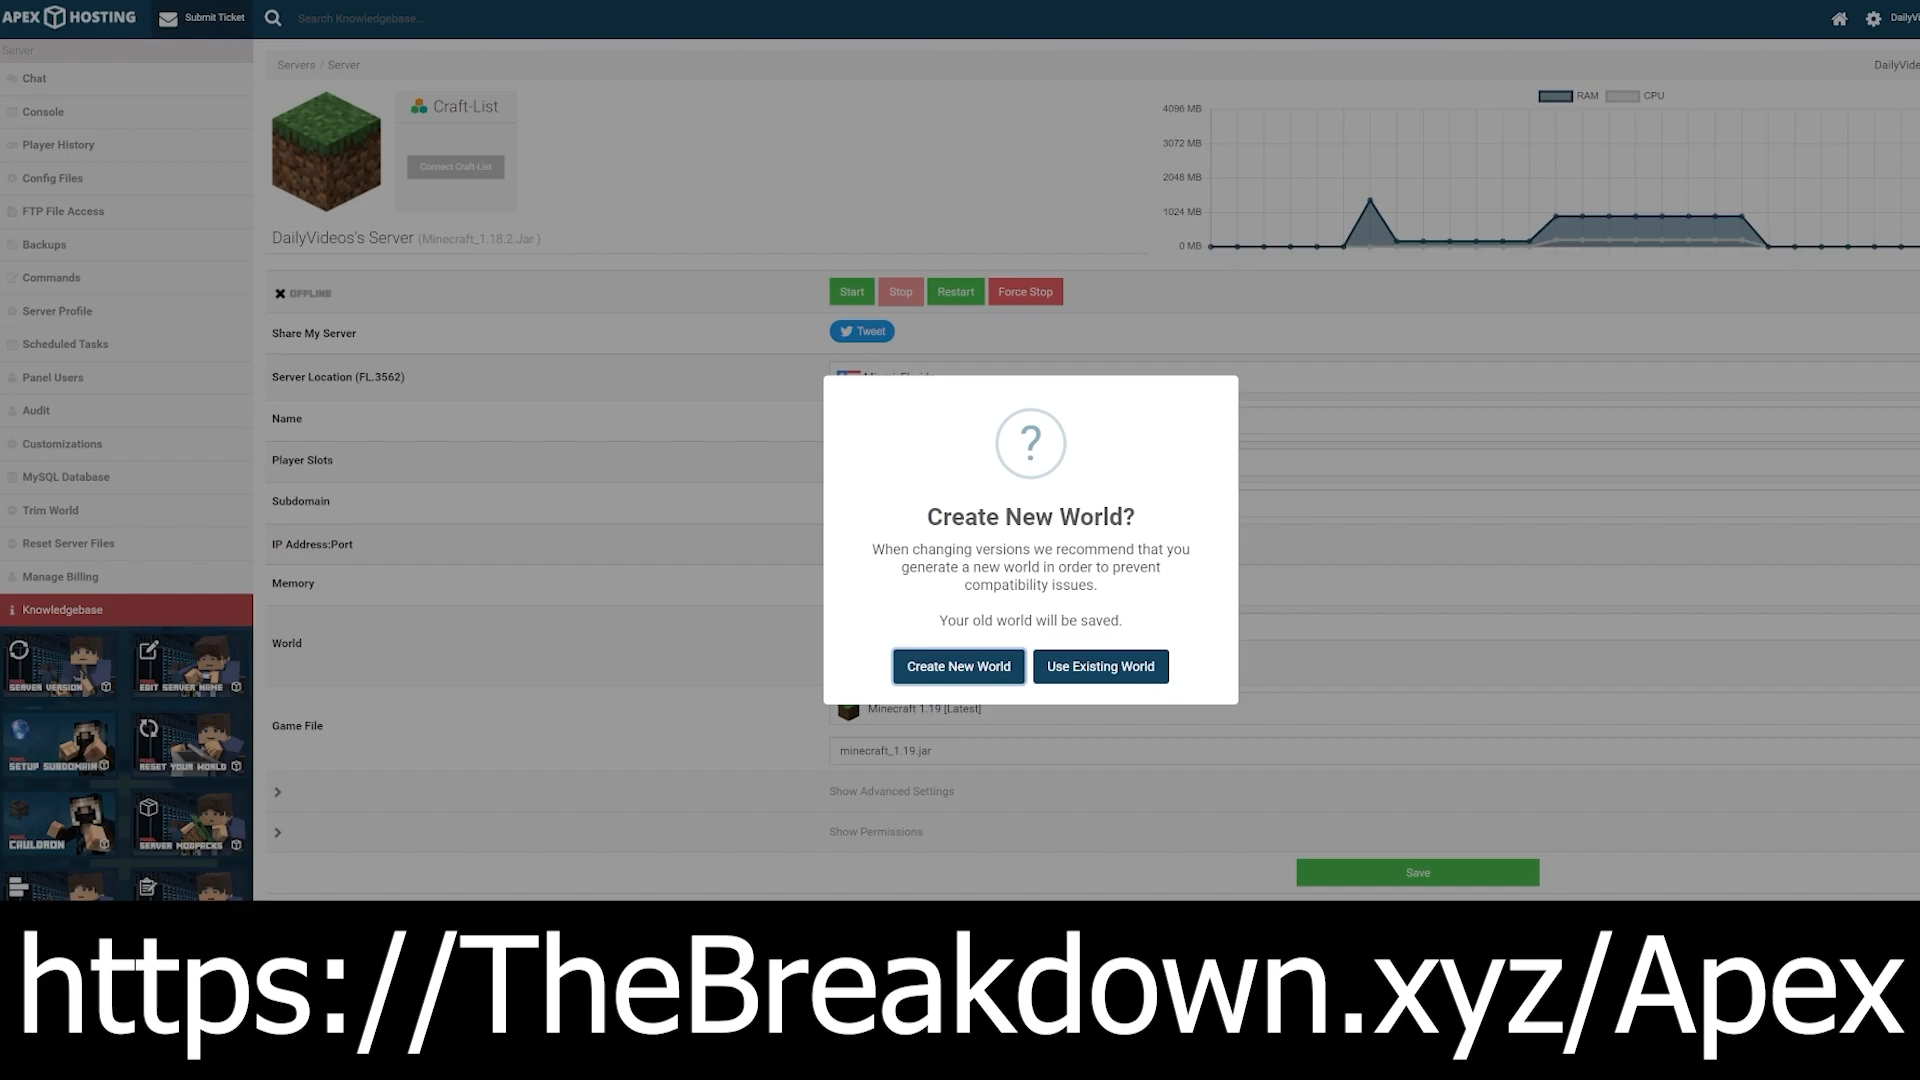 APEX HOSTING
Submit Ticket
Search Knowledgebase...
DailyVi
Server
Chat
Console
Player History
Config Files
FTP File Access
Backups
Commands
Server Profile
Scheduled Tasks
Panel Users
Audit
Customizations
MySQL Database
Trim World
Reset Server Files
Manage Billing
Knowledgebase
SERVER VERSION
EDIT SERVER NAME
SETUP SUBDOMAIN
RESET YOUR WORLD
CAULDRON
SERVER MODPACKS
Servers / Server
DailyVide
Craft-List
Connect Craft-List
DailyVideos's Server (Minecraft_1.18.2.Jar )
RAM
CPU
4096 MB
3072 MB
2048 MB
1024 MB
0 MB
OFFLINE
Start
Stop
Restart
Force Stop
Share My Server
Tweet
Server Location (FL.3562)
Name
Player Slots
Subdomain
IP Address:Port
Memory
World
Game File
Minecraft 1.19 [Latest]
minecraft_1.19.jar
Show Advanced Settings
Show Permissions
Save
?
Create New World?
When changing versions we recommend that you
generate a new world in order to prevent
compatibility issues.
Your old world will be saved.
Create New World
Use Existing World
https://TheBreakdown.xyz/Apex